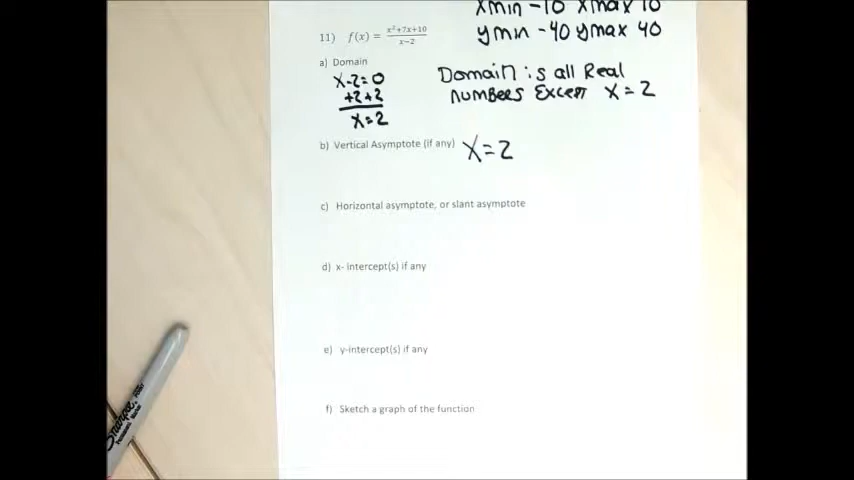 xmin -10 xmax 10
ymin -40 ymax 40
11) f(x) = x²+7x+10 / x−2
a) Domain
x-2=0
+2 +2
x=2
Domain is all Real
numbers Except x = 2
b) Vertical Asymptote (if any) x=2
c) Horizontal asymptote, or slant asymptote
d) x- intercept(s) if any
e) y-intercept(s) if any
f) Sketch a graph of the function
Sharpie